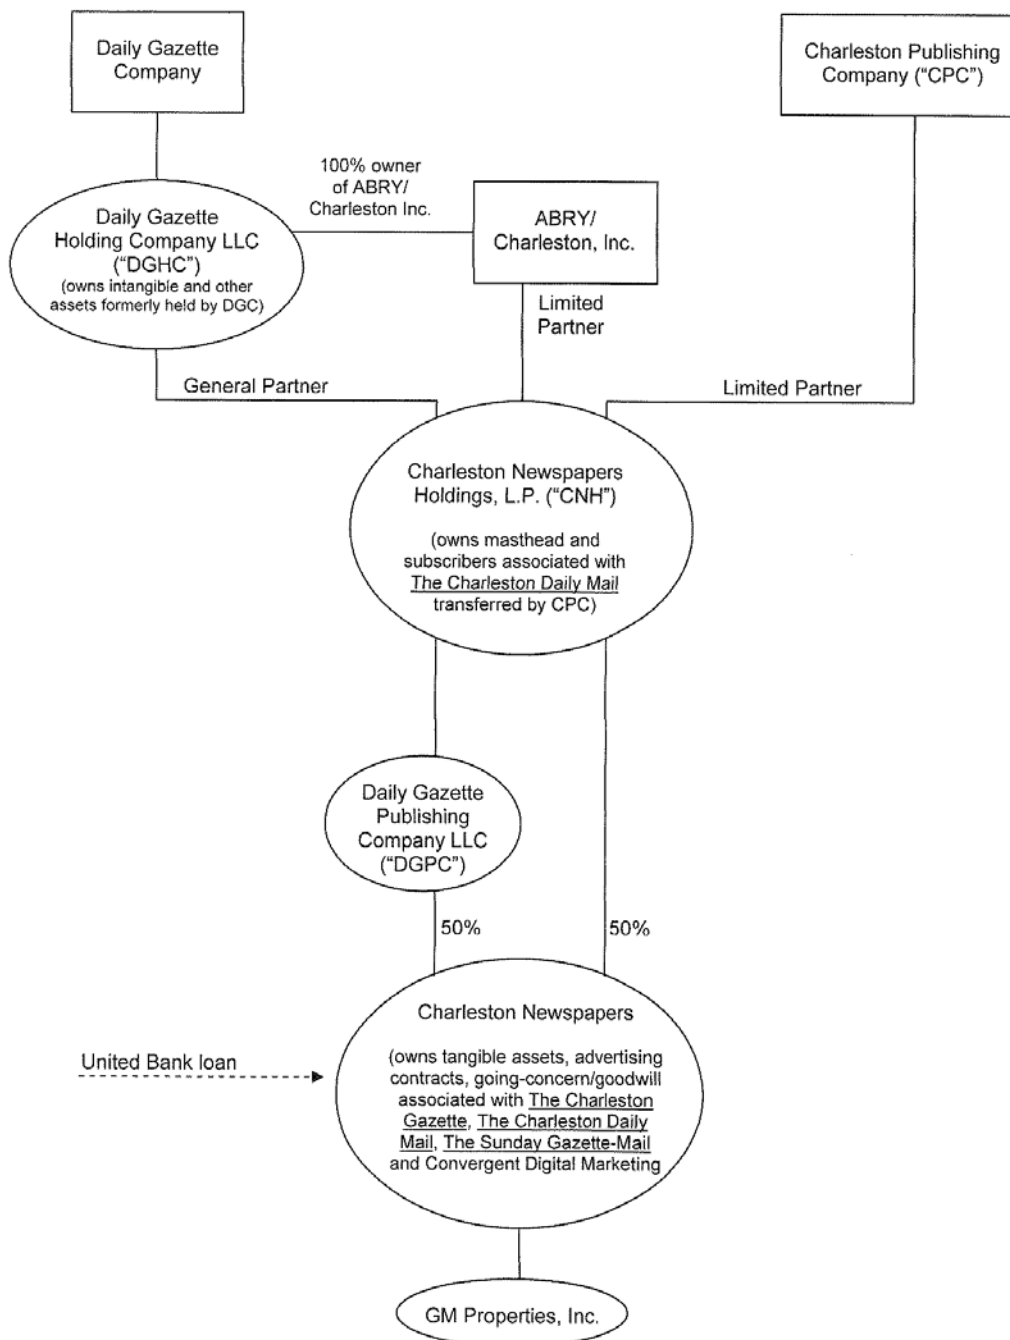 Daily Gazette
Company
Charleston Publishing
Company ("CPC")
100% owner
of ABRY/
Charleston Inc.
Daily Gazette
Holding Company LLC
("DGHC")
(owns intangible and other
assets formerly held by DGC)
ABRY/
Charleston, Inc.
Limited
Partner
General Partner
Limited Partner
Charleston Newspapers
Holdings, L.P. ("CNH")
(owns masthead and
subscribers associated with
The Charleston Daily Mail
transferred by CPC)
Daily Gazette
Publishing
Company LLC
("DGPC")
50%
50%
Charleston Newspapers
(owns tangible assets, advertising
contracts, going-concern/goodwill
associated with The Charleston
Gazette, The Charleston Daily
Mail, The Sunday Gazette-Mail
and Convergent Digital Marketing
United Bank loan
GM Properties, Inc.